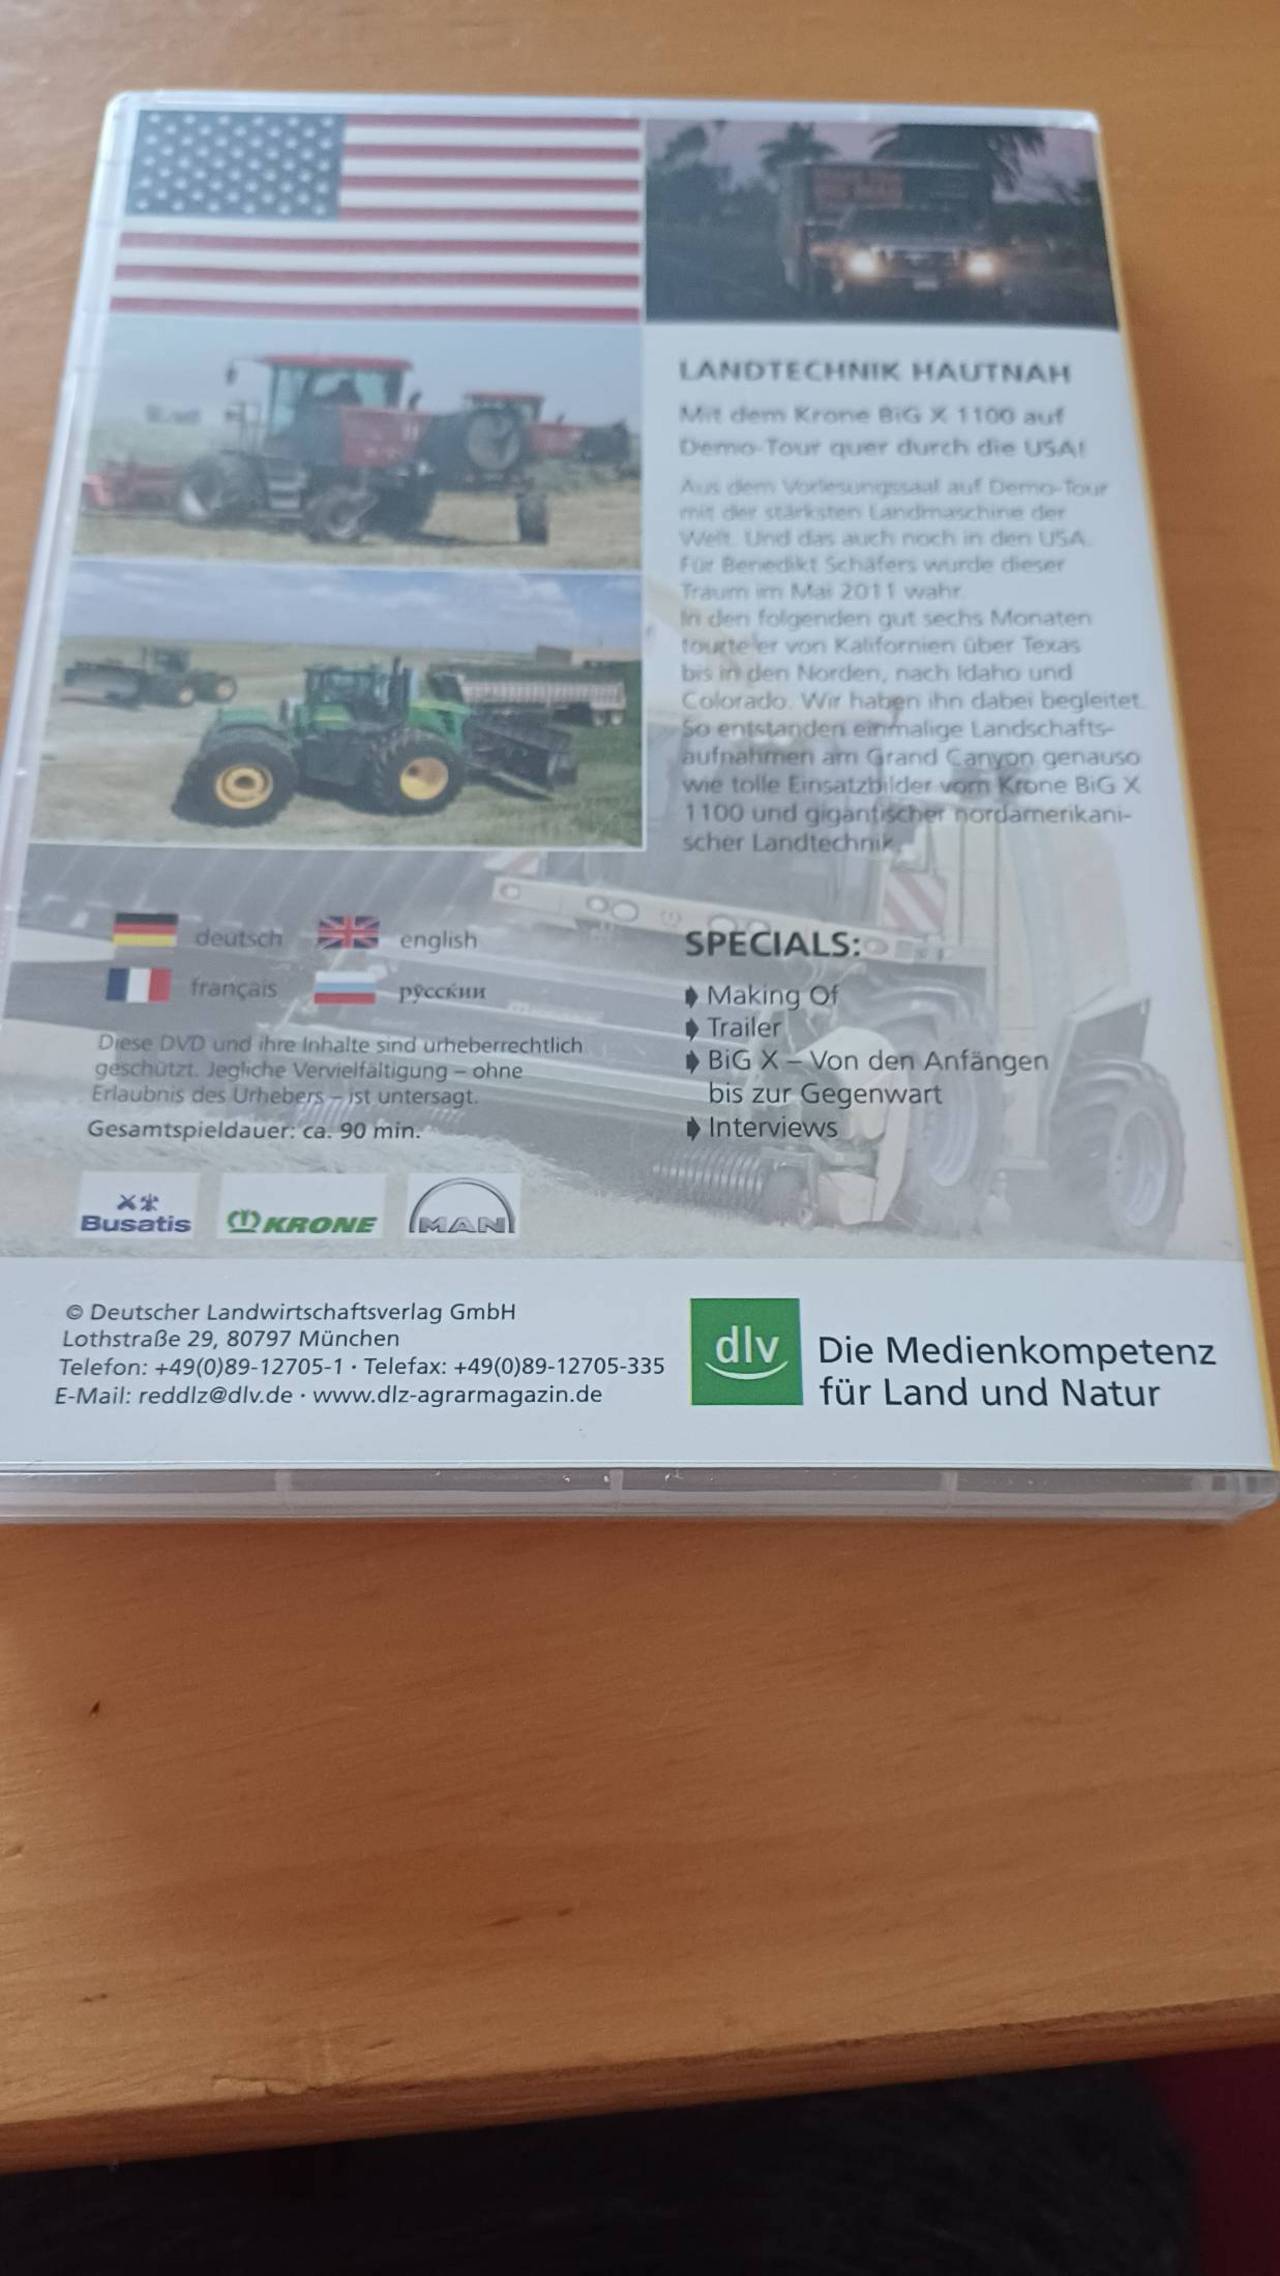 LANDTECHNIK HAUTNAH
Mit dem Krone BiG X 1100 auf
Demo-Tour quer durch die USA!
Aus dem Vorlesungssaal auf Demo-Tour
mit der stärksten Landmaschine der
Welt. Und das auch noch in den USA.
Für Benedikt Schäfers wurde dieser
Traum im Mai 2011 wahr.
In den folgenden gut sechs Monaten
tourte er von Kalifornien über Texas
bis in den Norden, nach Idaho und
Colorado. Wir haben ihn dabei begleitet.
So entstanden einmalige Landschafts-
aufnahmen am Grand Canyon genauso
wie tolle Einsatzbilder vom Krone BiG X
1100 und gigantischer nordamerikani-
scher Landtechnik.
deutsch english
français русский
Diese DVD und ihre Inhalte sind urheberrechtlich
geschützt. Jegliche Vervielfältigung – ohne
Erlaubnis des Urhebers – ist untersagt.
Gesamtspieldauer: ca. 90 min.
SPECIALS:
Making Of
Trailer
BiG X – Von den Anfängen
bis zur Gegenwart
Interviews
Busatis KRONE MAN
© Deutscher Landwirtschaftsverlag GmbH
Lothstraße 29, 80797 München
Telefon: +49(0)89-12705-1 · Telefax: +49(0)89-12705-335
E-Mail: reddlz@dlv.de · www.dlz-agrarmagazin.de
dlv
Die Medienkompetenz
für Land und Natur